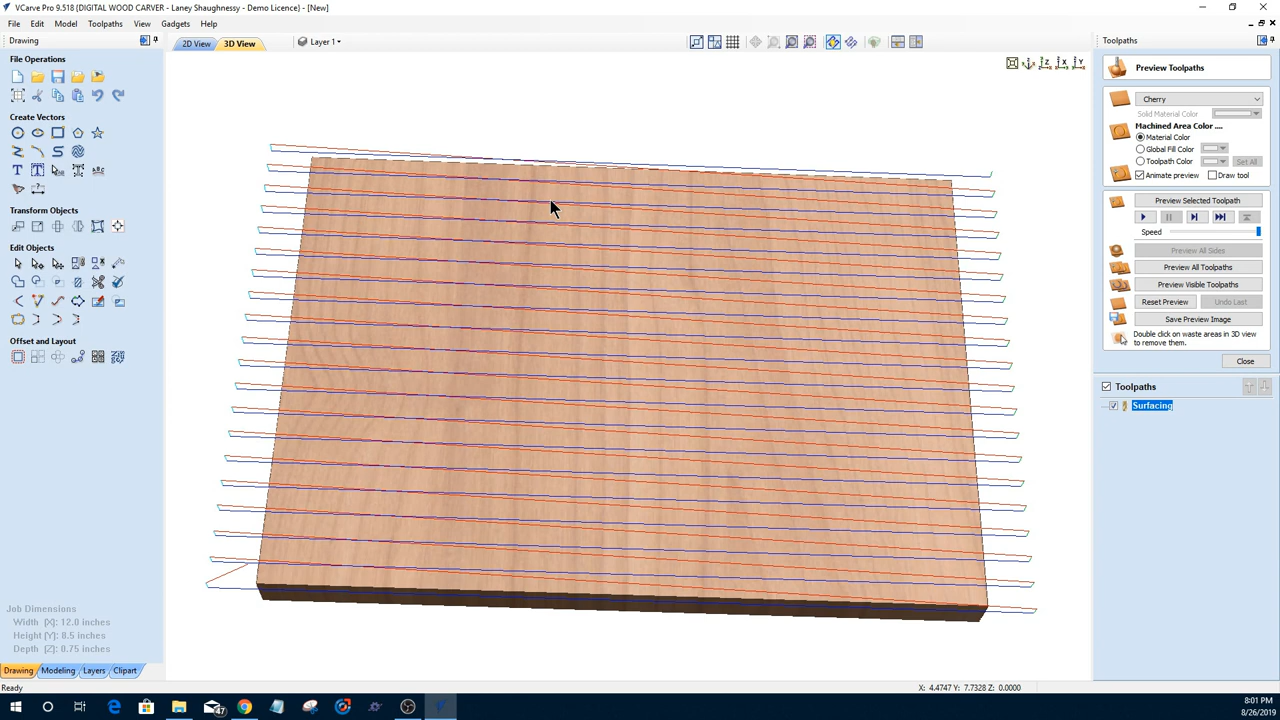 VCarve Pro 9.518 {DIGITAL WOOD CARVER - Laney Shaughnessy - Demo Licence} - [New]
File Edit Model Toolpaths View Gadgets Help
Drawing
2D View 3D View Layer 1
Toolpaths
File Operations
Create Vectors
Transform Objects
Edit Objects
Offset and Layout
Job Dimensions
Width (X): 12.0 inches
Height (Y): 8.5 inches
Depth (Z): 0.75 inches
Drawing Modeling Layers Clipart
Ready
X: 4.4747 Y: 7.7328 Z: 0.0000
Preview Toolpaths
Cherry
Solid Material Color
Machined Area Color ....
Material Color
Global Fill Color
Toolpath Color Set All
Animate preview Draw tool
Preview Selected Toolpath
Speed
Preview All Sides
Preview All Toolpaths
Preview Visible Toolpaths
Reset Preview Undo Last
Save Preview Image
Double click on waste areas in 3D view
to remove them.
Close
Toolpaths
Surfacing
47
8:01 PM
8/26/2019